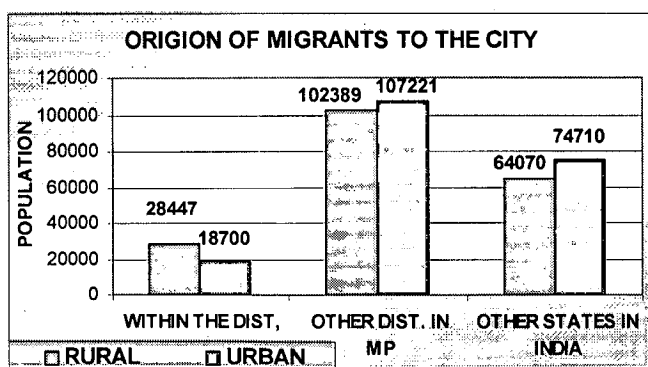 ORIGION OF MIGRANTS TO THE CITY
POPULATION
120000
100000
80000
60000
40000
20000
0
28447
18700
102389
107221
64070
74710
WITHIN THE DIST,
OTHER DIST. IN
MP
OTHER STATES IN
INDIA
RURAL
URBAN